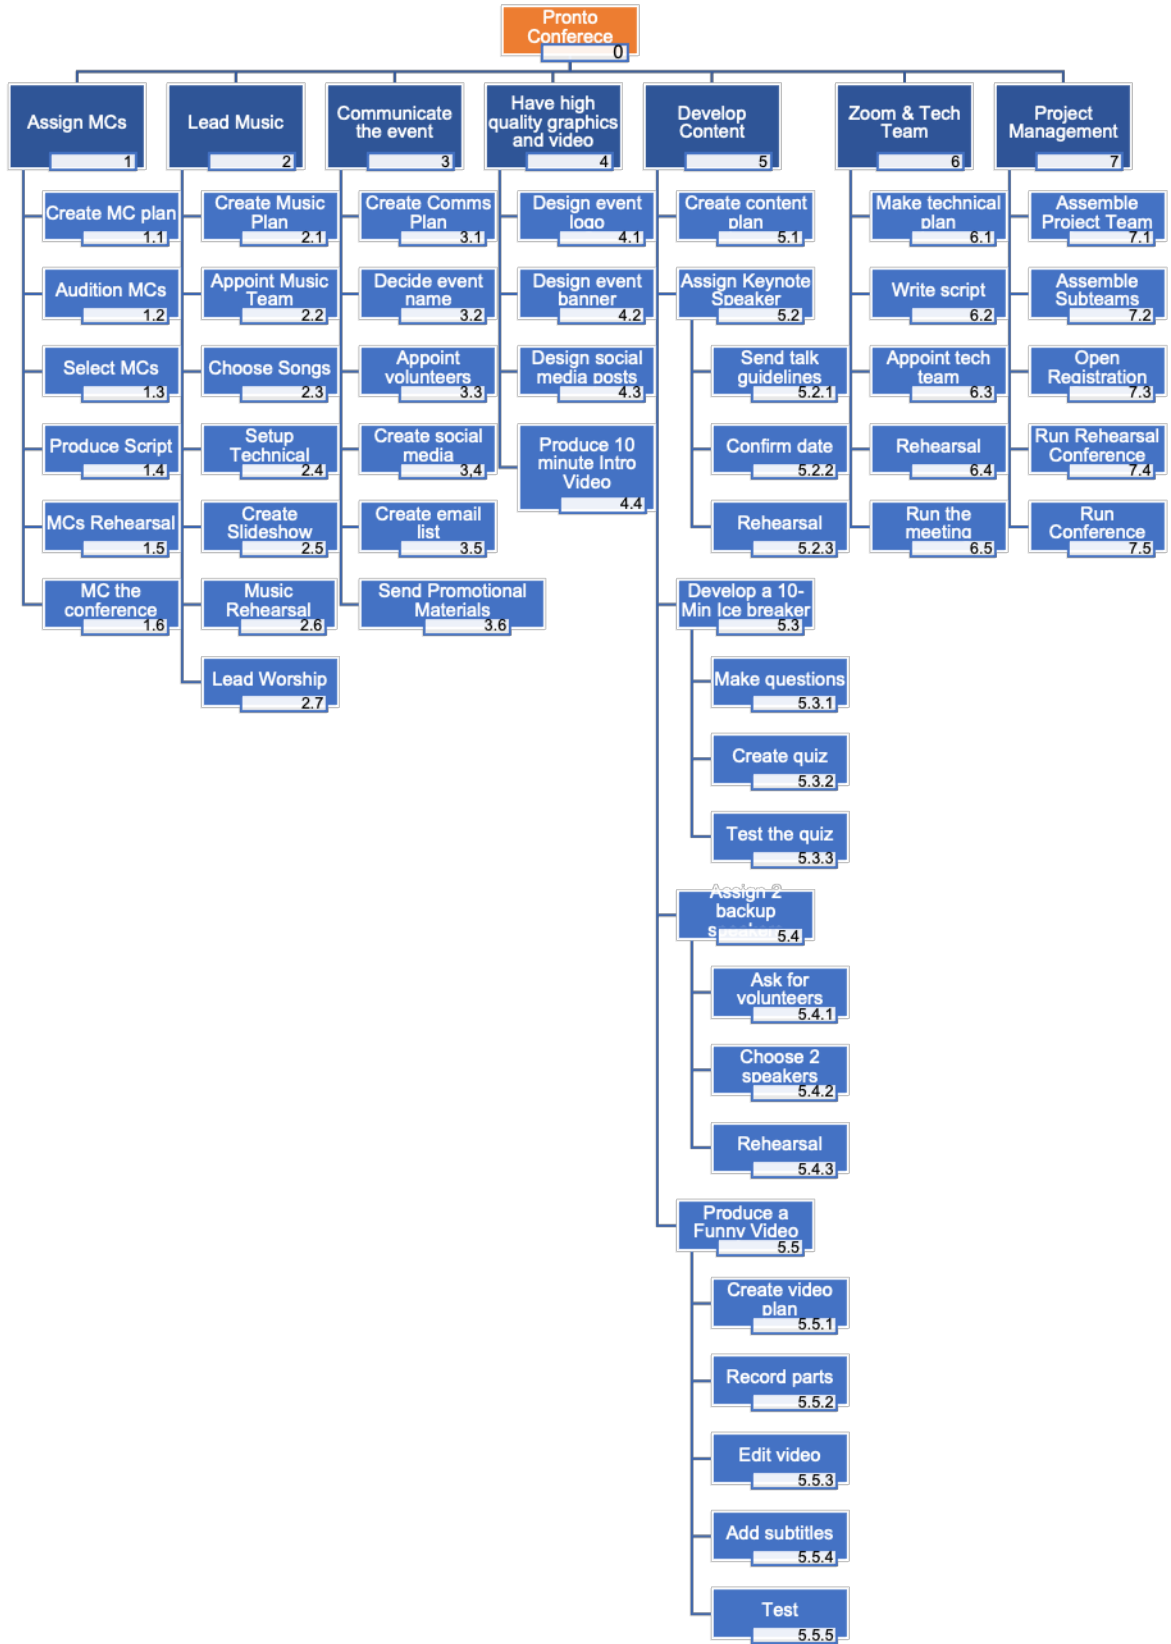 Pronto
Conferece
0
Assign MCs
1
Lead Music
2
Communicate
the event
3
Have high
quality graphics
and video
4
Develop
Content
5
Zoom & Tech
Team
6
Project
Management
7
Create MC plan
1.1
Audition MCs
1.2
Select MCs
1.3
Produce Script
1.4
MCs Rehearsal
1.5
MC the
conference
1.6
Create Music
Plan
2.1
Appoint Music
Team
2.2
Choose Songs
2.3
Setup
Technical
2.4
Create
Slideshow
2.5
Music
Rehearsal
2.6
Lead Worship
2.7
Create Comms
Plan
3.1
Decide event
name
3.2
Appoint
volunteers
3.3
Create social
media
3,4
Create email
list
3.5
Send Promotional
Materials
3.6
Design event
logo
4.1
Design event
banner
4.2
Design social
media posts
4.3
Produce 10
minute Intro
Video
4.4
Create content
plan
5.1
Assign Keynote
Speaker
5.2
Send talk
guidelines
5.2.1
Confirm date
5.2.2
Rehearsal
5.2.3
Develop a 10-
Min Ice breaker
5.3
Make questions
5.3.1
Create quiz
5.3.2
Test the quiz
5.3.3
Assign 2
backup
speakers
5.4
Ask for
volunteers
5.4.1
Choose 2
speakers
5.4.2
Rehearsal
5.4.3
Produce a
Funny Video
5.5
Create video
plan
5.5.1
Record parts
5.5.2
Edit video
5.5.3
Add subtitles
5.5.4
Test
5.5.5
Make technical
plan
6.1
Write script
6.2
Appoint tech
team
6.3
Rehearsal
6.4
Run the
meeting
6.5
Assemble
Project Team
7.1
Assemble
Subteams
7.2
Open
Registration
7.3
Run Rehearsal
Conference
7.4
Run
Conference
7.5